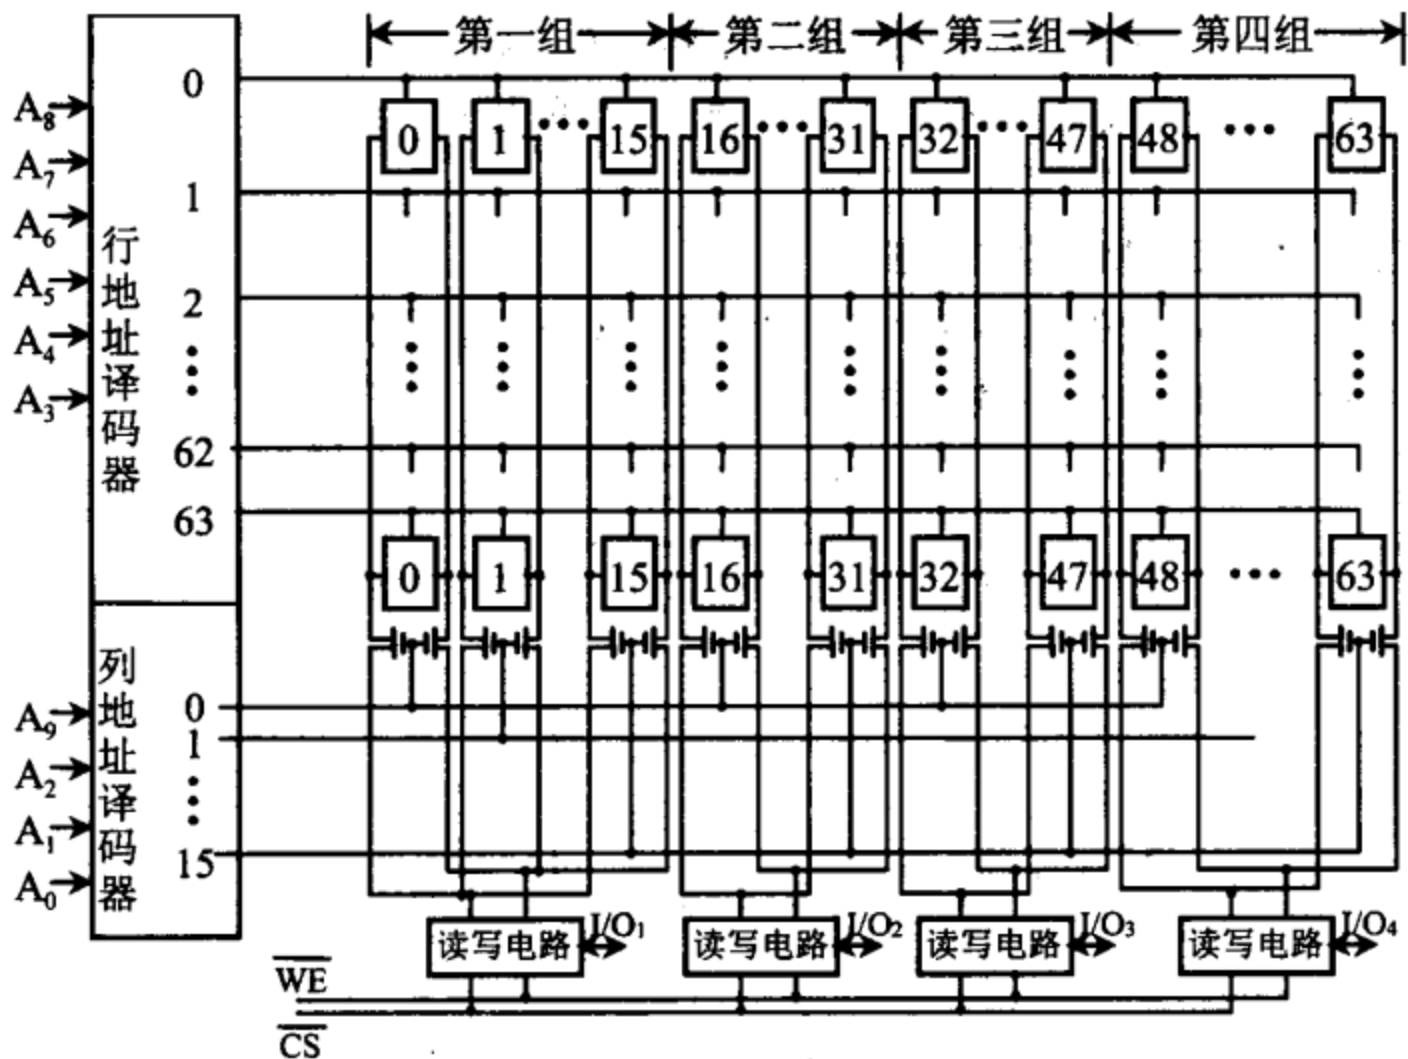 第一组 第二组 第三组 第四组
0
A₈
0 1 ··· 15 16 ··· 31 32 ··· 47 48 ··· 63
A₇
1
A₆
行地址译码器
A₅
2
A₄
A₃
62
63
0 1 15 16 31 32 47 48 ··· 63
列地址译码器
A₉
0
1
A₂
A₁
15
A₀
读写电路 I/O₁ 读写电路 I/O₂ 读写电路 I/O₃ 读写电路 I/O₄
W̅E̅
C̅S̅